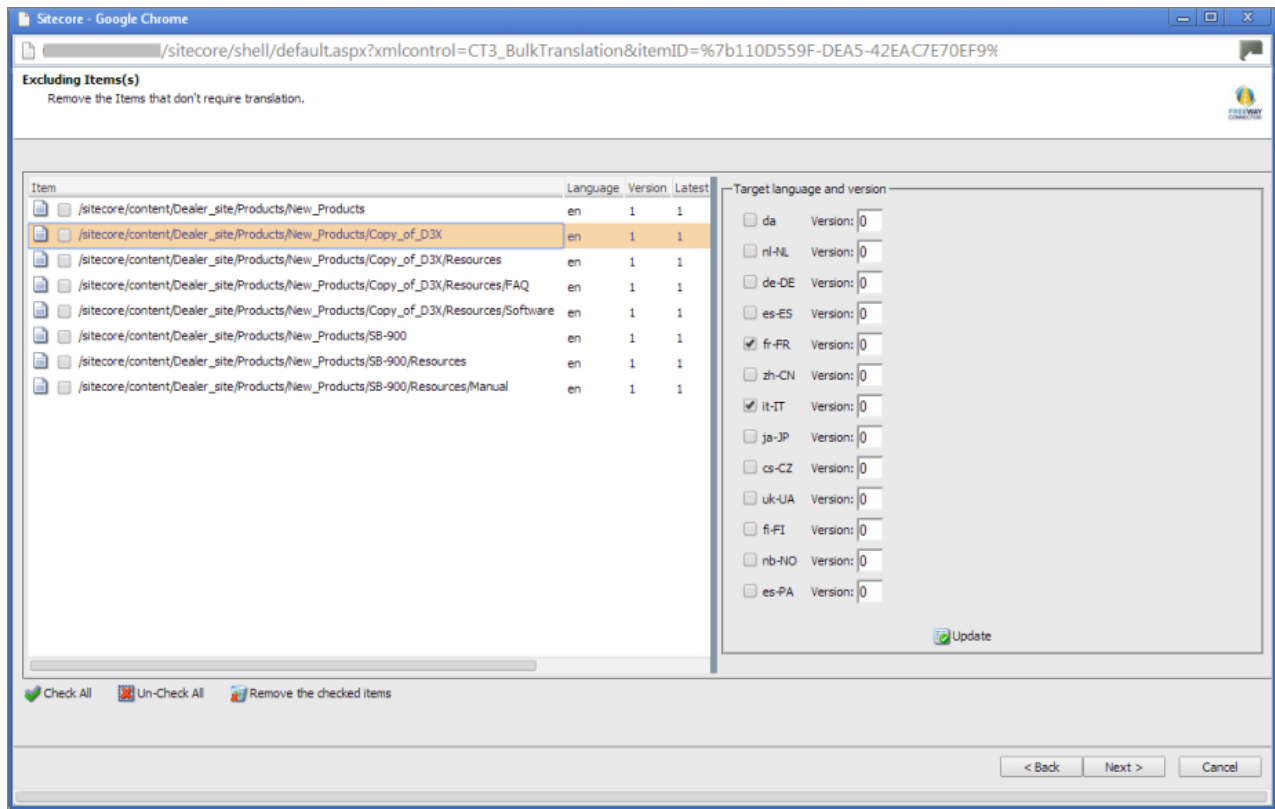 Sitecore - Google Chrome
/sitecore/shell/default.aspx?xmlcontrol=CT3_BulkTranslation&itemID=%7b110D559F-DEA5-42EAC7E70EF9%
Excluding Items(s)
Remove the Items that don't require translation.
FREEWAY
CONNECTOR
Item Language Version Latest
/sitecore/content/Dealer_site/Products/New_Products en 1 1
/sitecore/content/Dealer_site/Products/New_Products/Copy_of_D3X en 1 1
/sitecore/content/Dealer_site/Products/New_Products/Copy_of_D3X/Resources en 1 1
/sitecore/content/Dealer_site/Products/New_Products/Copy_of_D3X/Resources/FAQ en 1 1
/sitecore/content/Dealer_site/Products/New_Products/Copy_of_D3X/Resources/Software en 1 1
/sitecore/content/Dealer_site/Products/New_Products/SB-900 en 1 1
/sitecore/content/Dealer_site/Products/New_Products/SB-900/Resources en 1 1
/sitecore/content/Dealer_site/Products/New_Products/SB-900/Resources/Manual en 1 1
Target language and version
da Version: 0
nl-NL Version: 0
de-DE Version: 0
es-ES Version: 0
fr-FR Version: 0
zh-CN Version: 0
it-IT Version: 0
ja-JP Version: 0
cs-CZ Version: 0
uk-UA Version: 0
fi-FI Version: 0
nb-NO Version: 0
es-PA Version: 0
Update
Check All Un-Check All Remove the checked items
< Back Next > Cancel